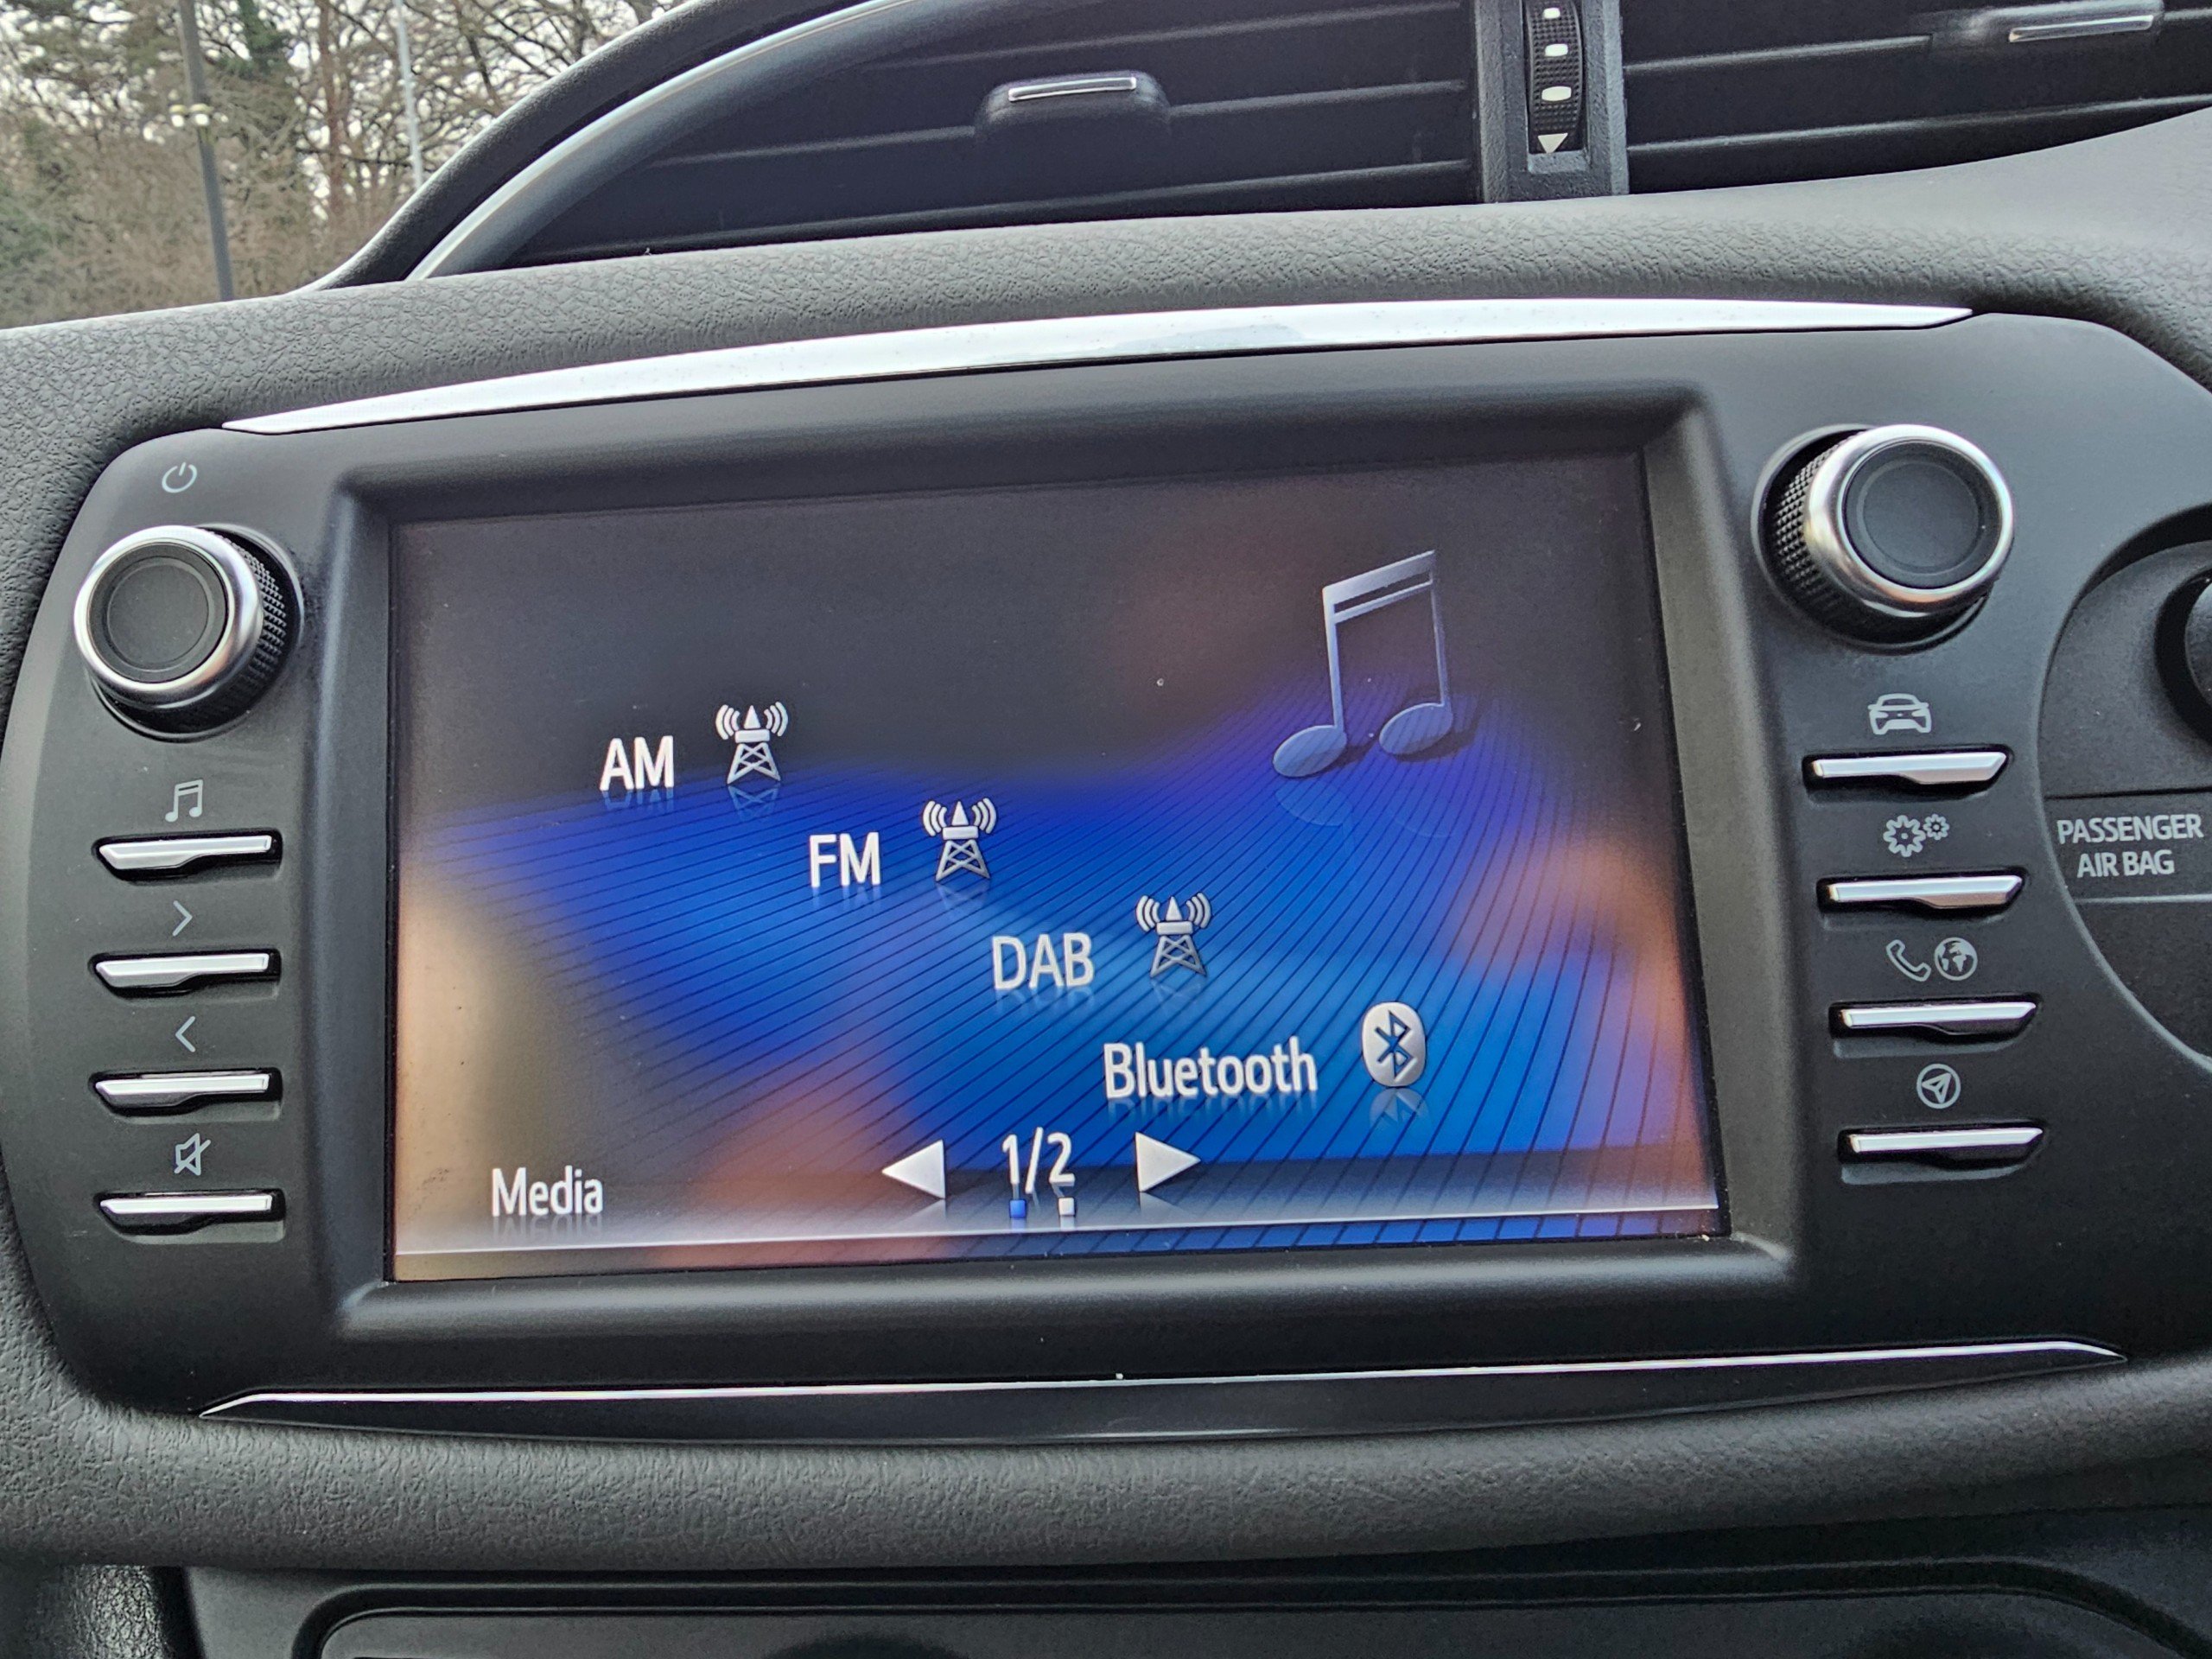 AM
FM
DAB
Bluetooth
Media
1/2
PASSENGER
AIR BAG